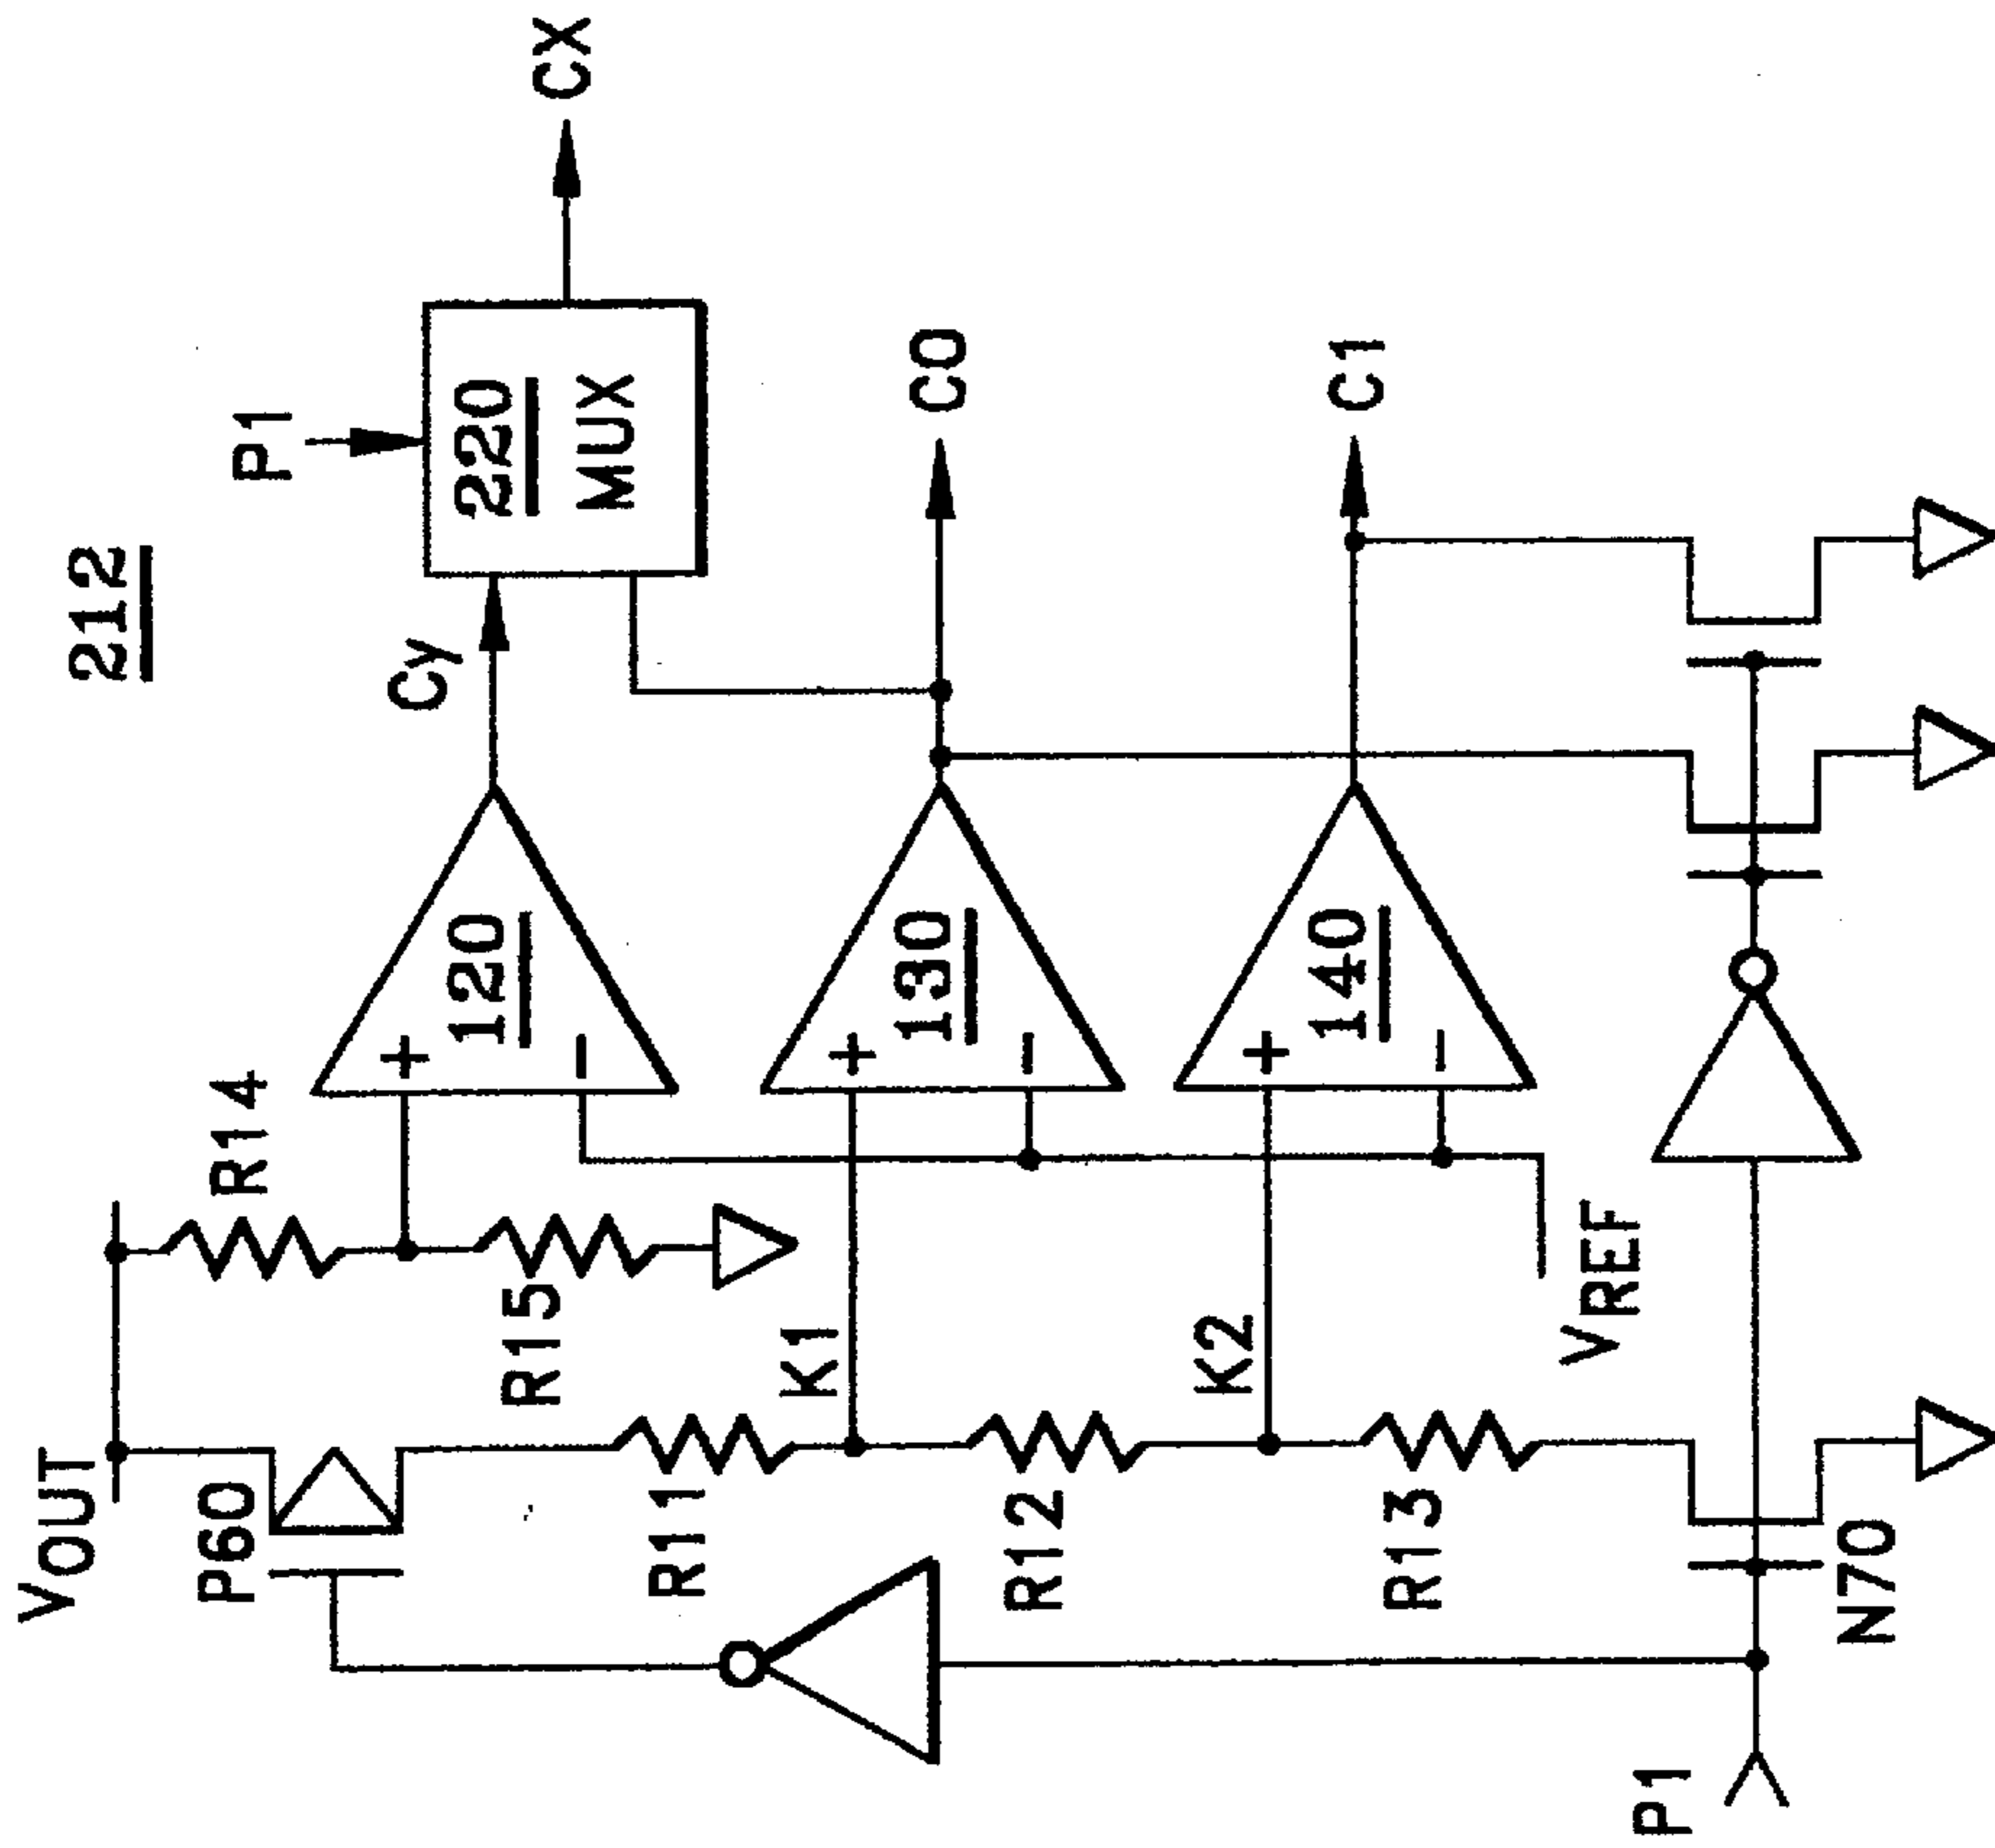 212
P1
CX
220
MUX
Cy
C0
C1
VOUT
R14
P60
R15
120
+
−
R11
K1
130
+
−
R12
K2
140
+
−
R13
VREF
N70
P1